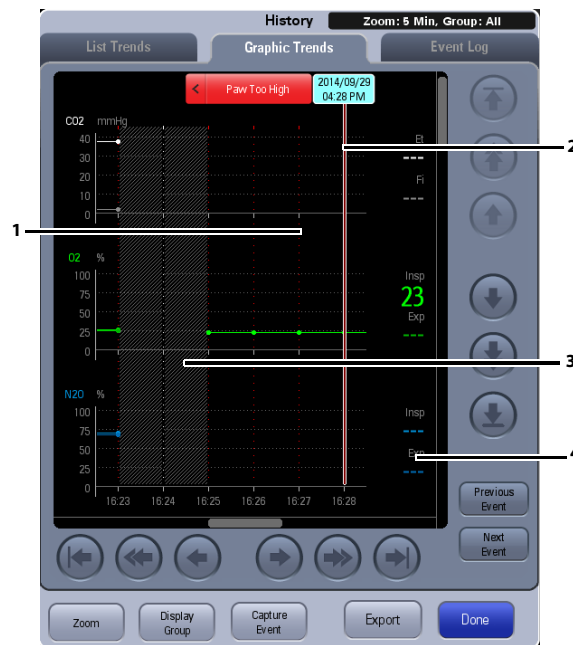 History Zoom: 5 Min, Group: All
List Trends Graphic Trends Event Log
< Paw Too High 2014/09/29
04:28 PM
CO2 mmHg
40 Et
30 ---
20 Fi
10 ---
0
1
2
3
4
O2 %
100 Insp
75 23
50 Exp
25 ---
0
N2O %
100 Insp
75 ---
50 Exp
25 ---
0
16:23 16:24 16:25 16:26 16:27 16:28
Previous
Event
Next
Event
Zoom
Display
Group
Capture
Event
Export
Done